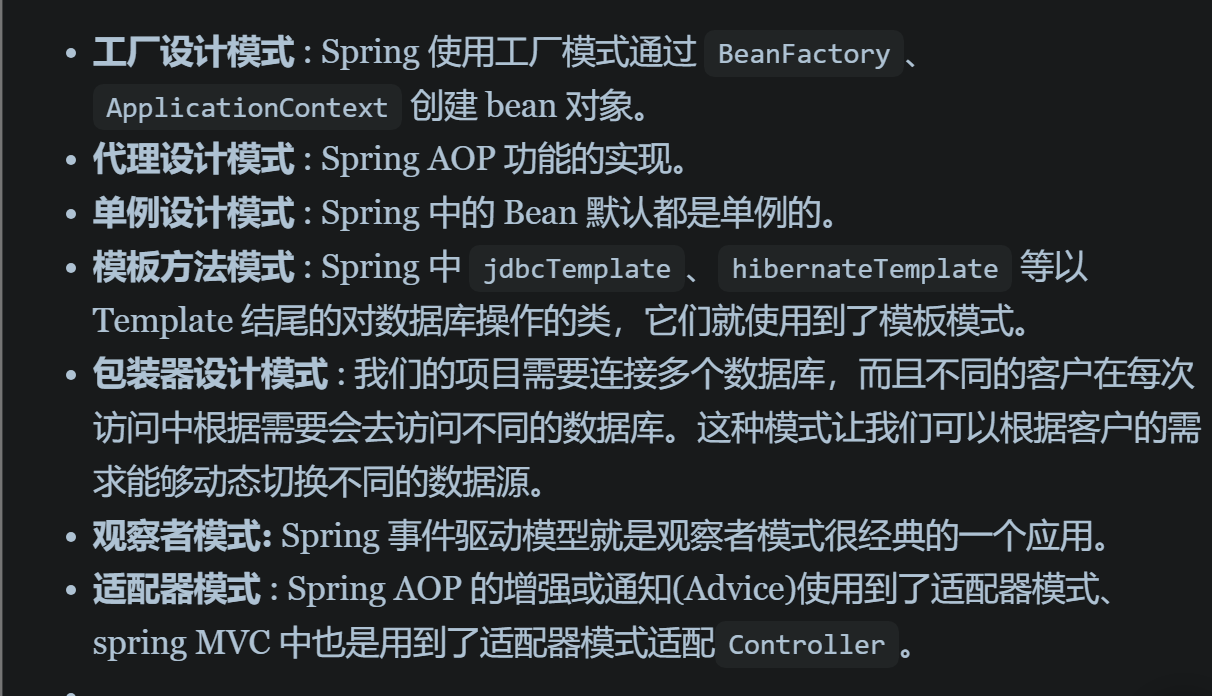 • 工厂设计模式 : Spring 使用工厂模式通过 BeanFactory 、
ApplicationContext 创建 bean 对象。
• 代理设计模式 : Spring AOP 功能的实现。
• 单例设计模式 : Spring 中的 Bean 默认都是单例的。
• 模板方法模式 : Spring 中 jdbcTemplate 、 hibernateTemplate 等以
Template 结尾的对数据库操作的类，它们就使用到了模板模式。
• 包装器设计模式 : 我们的项目需要连接多个数据库，而且不同的客户在每次
访问中根据需要会去访问不同的数据库。这种模式让我们可以根据客户的需
求能够动态切换不同的数据源。
• 观察者模式: Spring 事件驱动模型就是观察者模式很经典的一个应用。
• 适配器模式 : Spring AOP 的增强或通知(Advice)使用到了适配器模式、
spring MVC 中也是用到了适配器模式适配 Controller 。